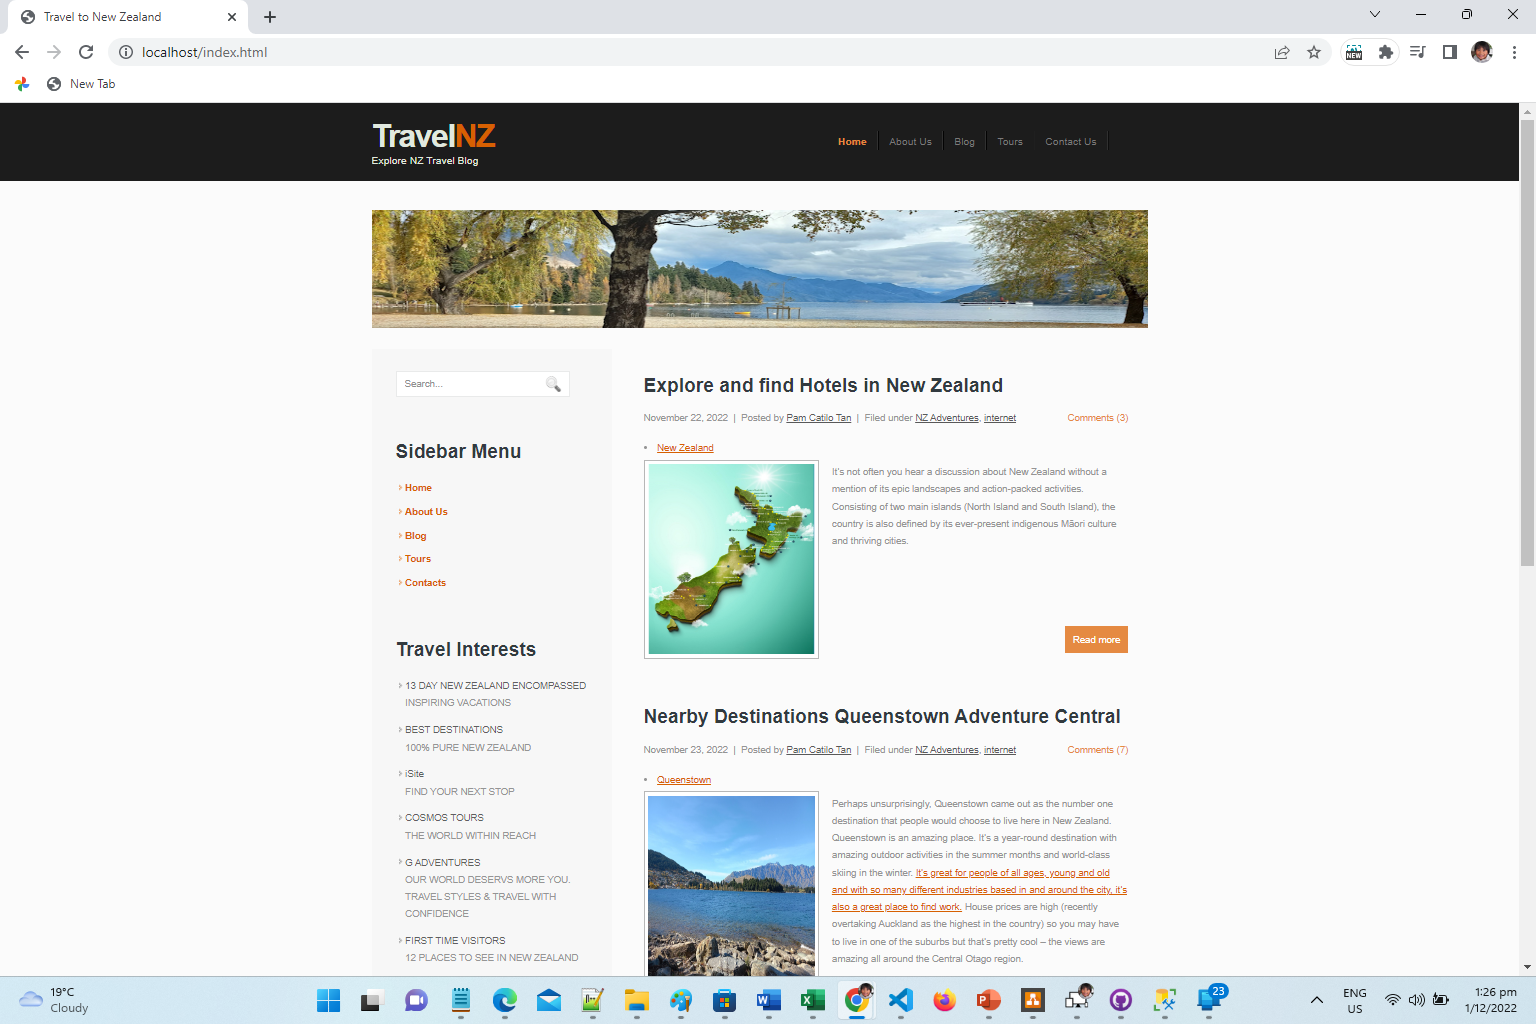 Travel to New Zealand
localhost/index.html
NEW
New Tab
TravelNZ
Explore NZ Travel Blog
Home
About Us
Blog
Tours
Contact Us
Search...
Sidebar Menu
Home
About Us
Blog
Tours
Contacts
Travel Interests
13 DAY NEW ZEALAND ENCOMPASSED
INSPIRING VACATIONS
BEST DESTINATIONS
100% PURE NEW ZEALAND
iSite
FIND YOUR NEXT STOP
COSMOS TOURS
THE WORLD WITHIN REACH
G ADVENTURES
OUR WORLD DESERVS MORE YOU.
TRAVEL STYLES & TRAVEL WITH
CONFIDENCE
FIRST TIME VISITORS
12 PLACES TO SEE IN NEW ZEALAND
Explore and find Hotels in New Zealand
November 22, 2022 | Posted by Pam Catilo Tan | Filed under NZ Adventures, internet
Comments (3)
New Zealand
It's not often you hear a discussion about New Zealand without a
mention of its epic landscapes and action-packed activities.
Consisting of two main islands (North Island and South Island), the
country is also defined by its ever-present indigenous Māori culture
and thriving cities.
Read more
Nearby Destinations Queenstown Adventure Central
November 23, 2022 | Posted by Pam Catilo Tan | Filed under NZ Adventures, internet
Comments (7)
Queenstown
Perhaps unsurprisingly, Queenstown came out as the number one
destination that people would choose to live here in New Zealand.
Queenstown is an amazing place. It's a year-round destination with
amazing outdoor activities in the summer months and world-class
skiing in the winter. It's great for people of all ages, young and old
and with so many different industries based in and around the city, it's
also a great place to find work. House prices are high (recently
overtaking Auckland as the highest in the country) so you may have
to live in one of the suburbs but that's pretty cool – the views are
amazing all around the Central Otago region.
19°C
Cloudy
23
ENG
US
1:26 pm
1/12/2022